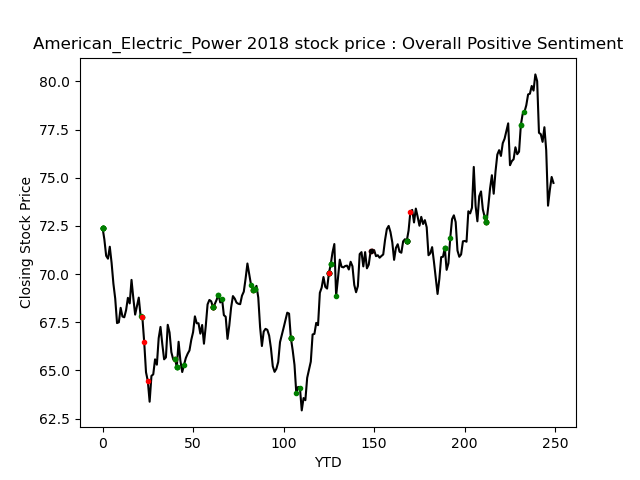 American_Electric_Power 2018 stock price : Overall Positive Sentiment
80.0
77.5
75.0
72.5
70.0
67.5
65.0
62.5
Closing Stock Price
0 50 100 150 200 250
YTD